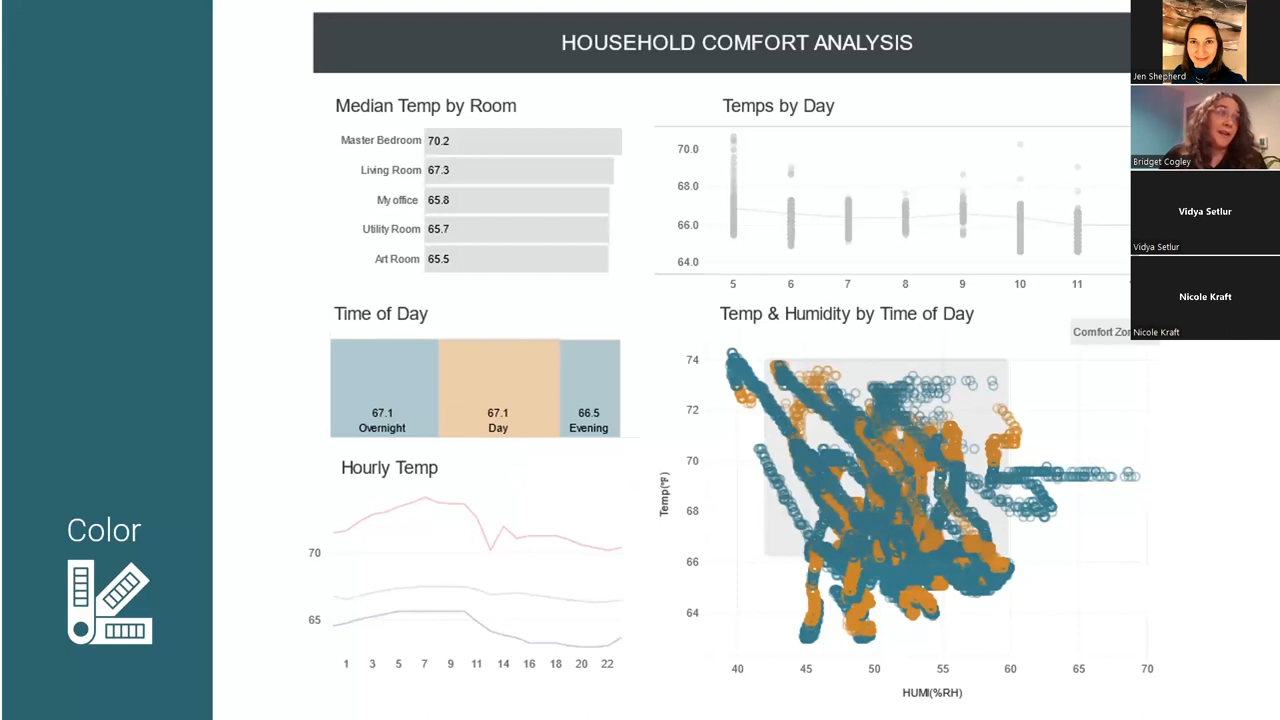 HOUSEHOLD COMFORT ANALYSIS
Median Temp by Room
Master Bedroom 70.2
Living Room 67.3
My office 65.8
Utility Room 65.7
Art Room 65.5
Temps by Day
70.0
68.0
66.0
64.0
5 6 7 8 9 10 11
Time of Day
67.1 67.1 66.5
Overnight Day Evening
Hourly Temp
70
65
1 3 5 7 9 11 14 16 18 20 22
Temp & Humidity by Time of Day
Comfort Zo
74
72
70
68
66
64
Temp(°F)
40 45 50 55 60 65 70
HUMI(%RH)
Color
Jen Shepherd
Bridget Cogley
Vidya Setlur
Vidya Setlur
Nicole Kraft
Nicole Kraft